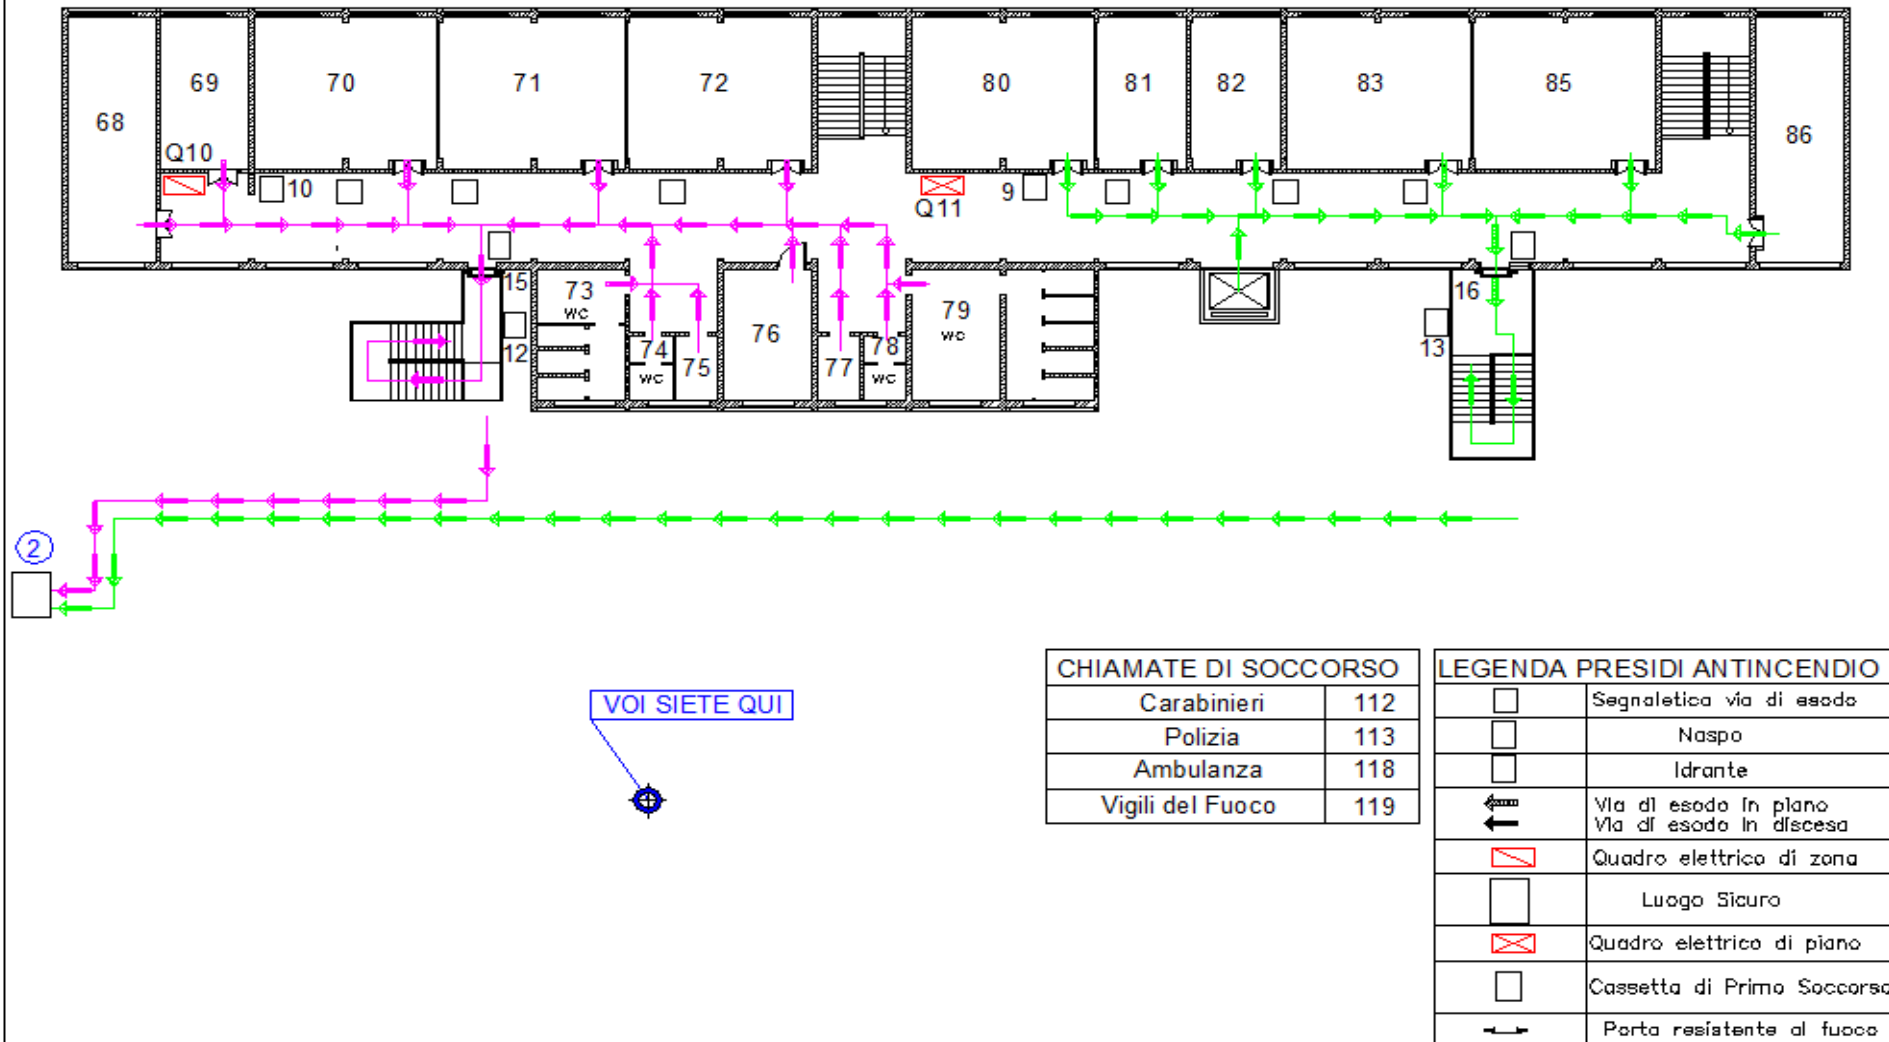 69
70
71
72
80
81
82
83
85
68
86
Q10
10
9
Q11
15
16
73
WC
79
WC
12
74
WC
75
76
77
78
WC
13
2
VOI SIETE QUI
CHIAMATE DI SOCCORSO
Carabinieri 112
Polizia 113
Ambulanza 118
Vigili del Fuoco 119
LEGENDA PRESIDI ANTINCENDIO
Segnaletica via di esodo
Naspo
Idrante
Via di esodo in piano
Via di esodo in discesa
Quadro elettrico di zona
Luogo Sicuro
Quadro elettrico di piano
Cassetta di Primo Soccorso
Porta resistente al fuoco